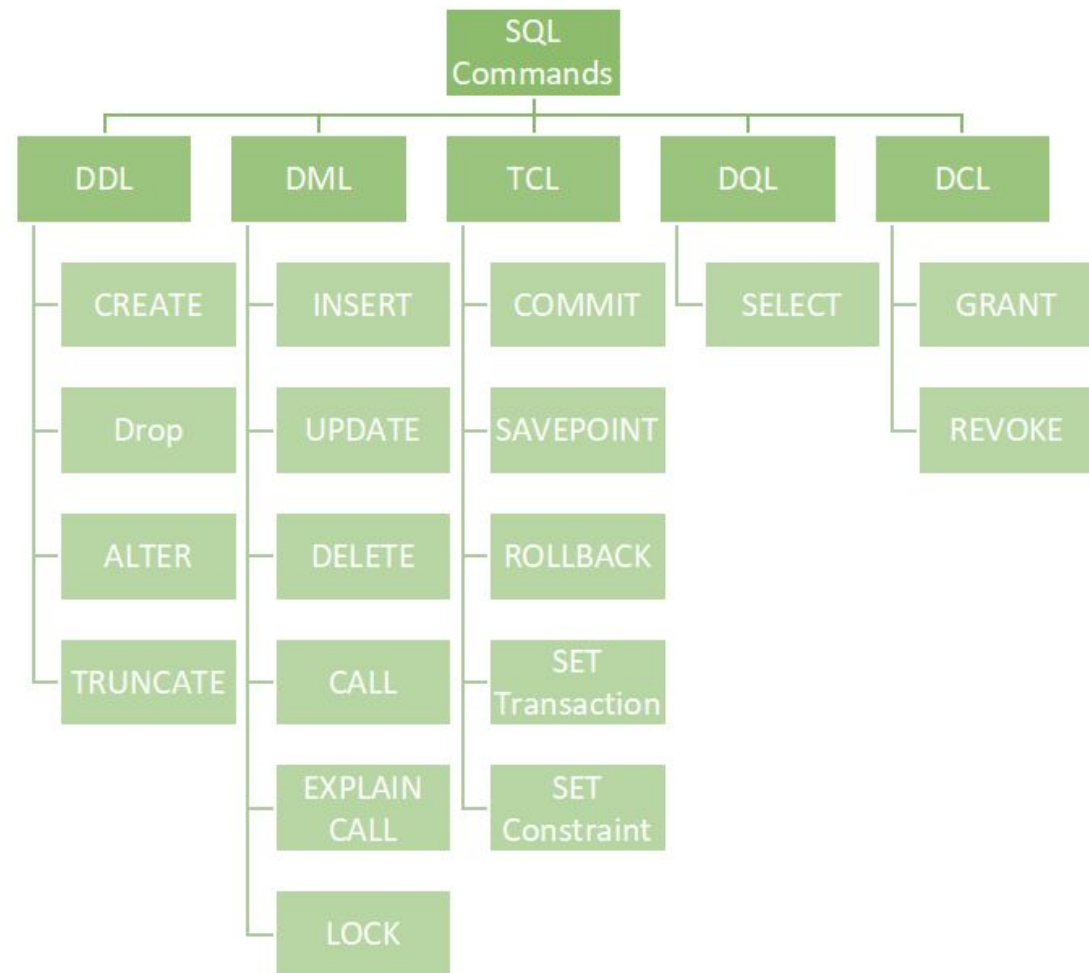 SQL
Commands
DDL
DML
TCL
DQL
DCL
CREATE
INSERT
COMMIT
SELECT
GRANT
Drop
UPDATE
SAVEPOINT
REVOKE
ALTER
DELETE
ROLLBACK
TRUNCATE
CALL
SET
Transaction
EXPLAIN
CALL
SET
Constraint
LOCK